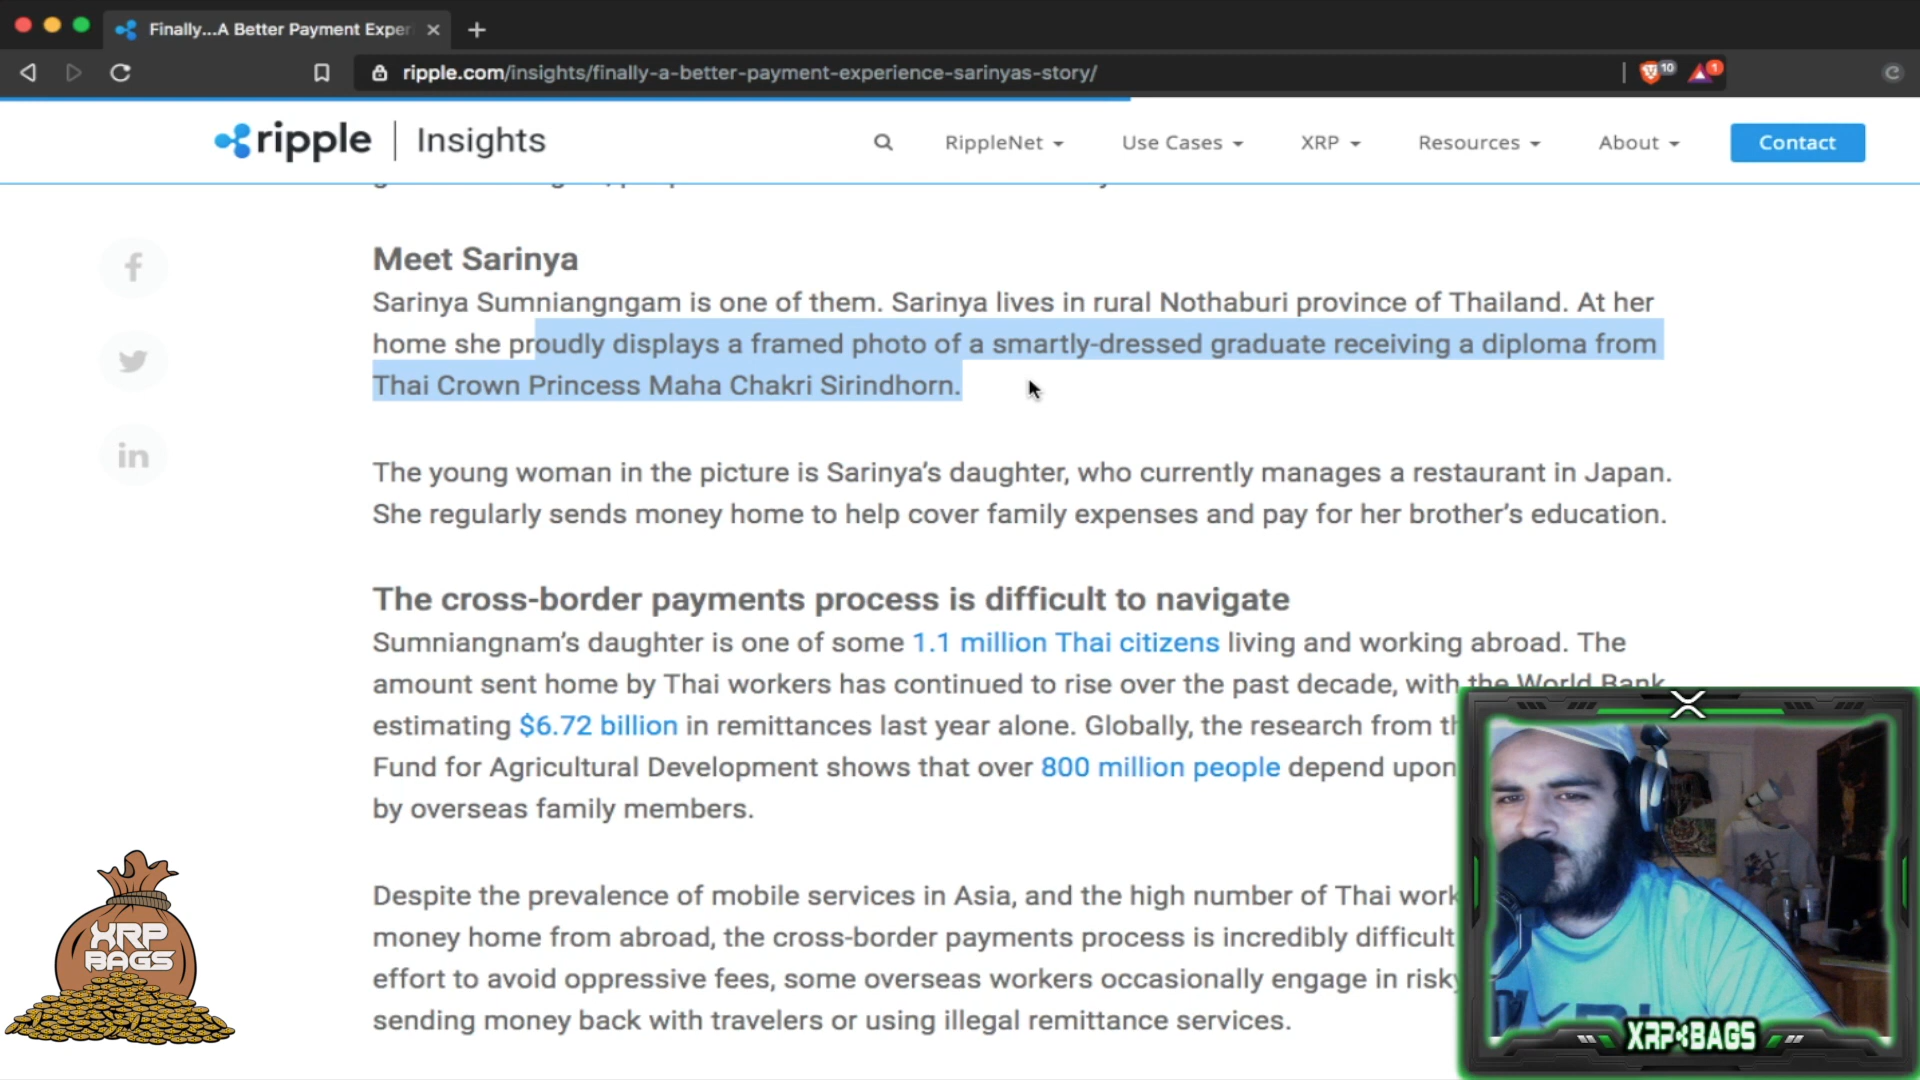 Finally...A Better Payment Exper
ripple.com/insights/finally-a-better-payment-experience-sarinyas-story/
10
1
ripple | Insights
RippleNet
Use Cases
XRP
Resources
About
Contact
Meet Sarinya
Sarinya Sumniangngam is one of them. Sarinya lives in rural Nothaburi province of Thailand. At her
home she proudly displays a framed photo of a smartly-dressed graduate receiving a diploma from
Thai Crown Princess Maha Chakri Sirindhorn.
The young woman in the picture is Sarinya’s daughter, who currently manages a restaurant in Japan.
She regularly sends money home to help cover family expenses and pay for her brother’s education.
The cross-border payments process is difficult to navigate
Sumniangnam’s daughter is one of some 1.1 million Thai citizens living and working abroad. The
amount sent home by Thai workers has continued to rise over the past decade, with the World Bank
estimating $6.72 billion in remittances last year alone. Globally, the research from th
Fund for Agricultural Development shows that over 800 million people depend upon
by overseas family members.
Despite the prevalence of mobile services in Asia, and the high number of Thai work
money home from abroad, the cross-border payments process is incredibly difficult
effort to avoid oppressive fees, some overseas workers occasionally engage in risky
sending money back with travelers or using illegal remittance services.
XRP
BAGS
X
XRP BAGS